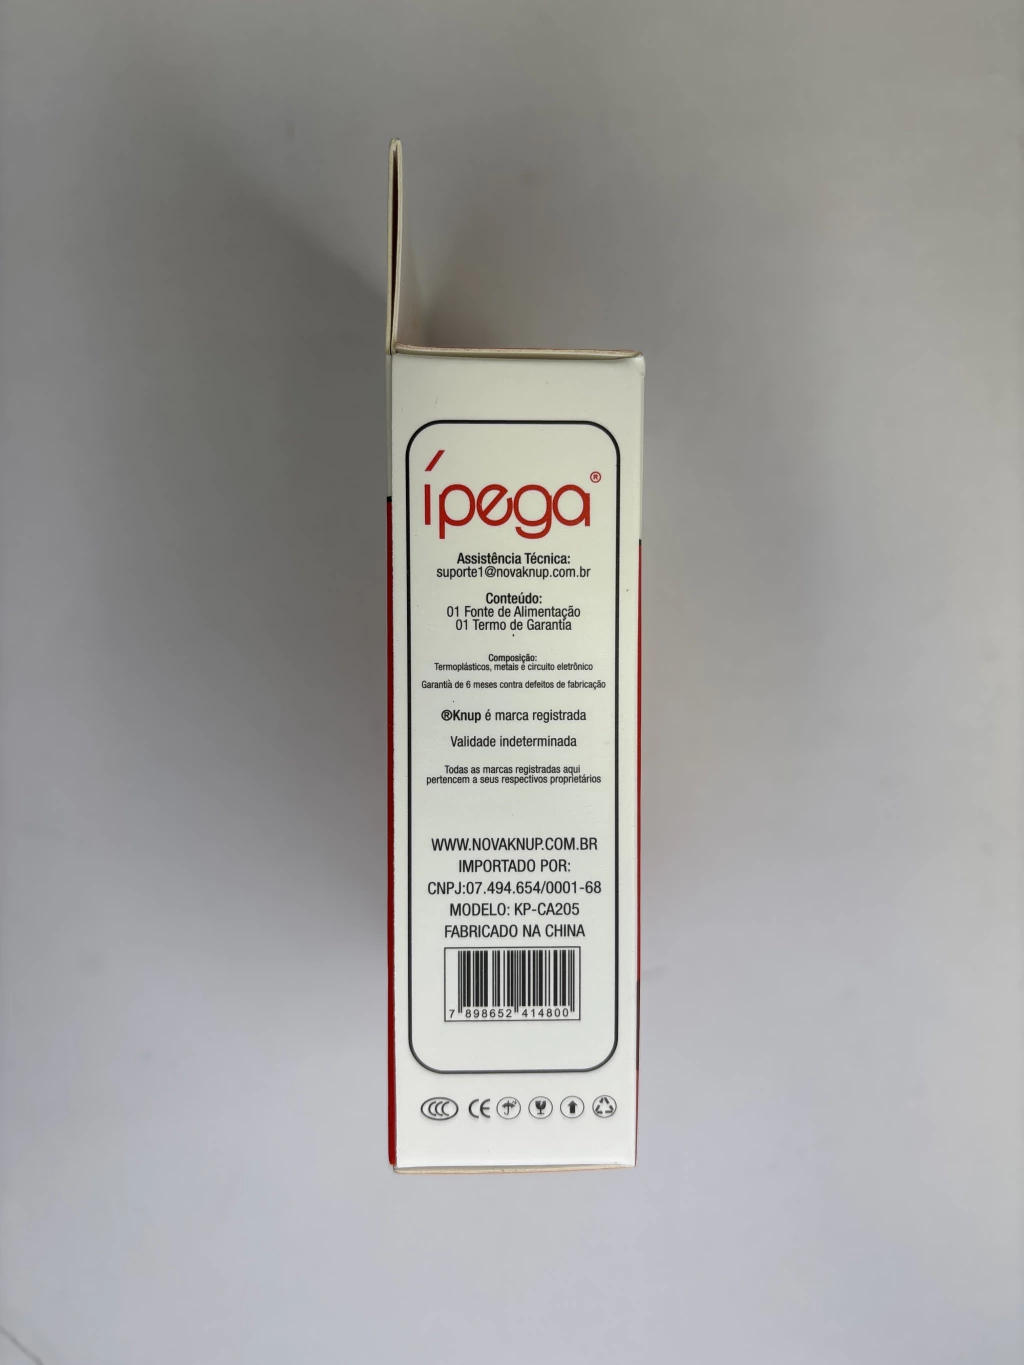 ípega®
Assistência Técnica:
suporte1@novaknup.com.br
Conteúdo:
01 Fonte de Alimentação
01 Termo de Garantia
Composição:
Termoplásticos, metais e circuito eletrônico
Garantia de 6 meses contra defeitos de fabricação
®Knup é marca registrada
Validade indeterminada
Todas as marcas registradas aqui
pertencem a seus respectivos proprietários
WWW.NOVAKNUP.COM.BR
IMPORTADO POR:
CNPJ:07.494.654/0001-68
MODELO: KP-CA205
FABRICADO NA CHINA
7 898652 414800
CCC CE